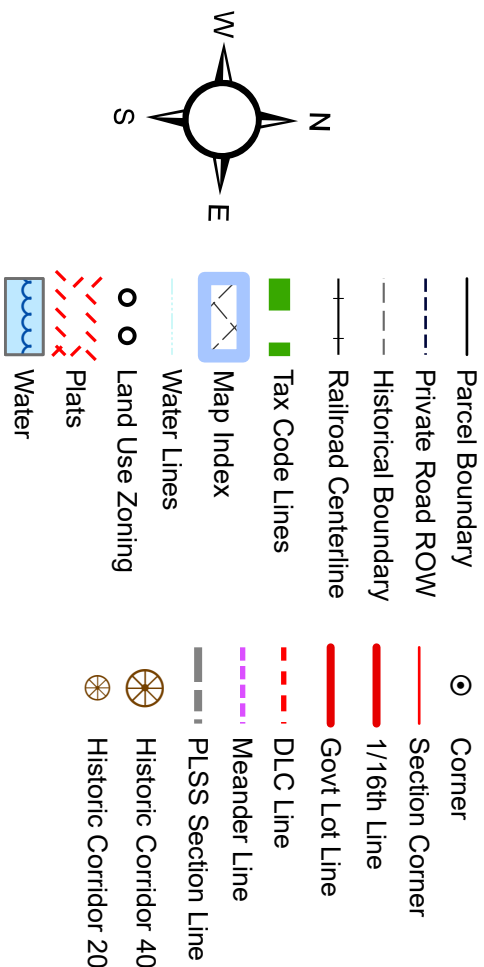 W
N
S
E
Parcel Boundary
Private Road ROW
Historical Boundary
Railroad Centerline
Tax Code Lines
Map Index
Water Lines
Land Use Zoning
Plats
Water
Corner
Section Corner
1/16th Line
Govt Lot Line
DLC Line
Meander Line
PLSS Section Line
Historic Corridor 40
Historic Corridor 20